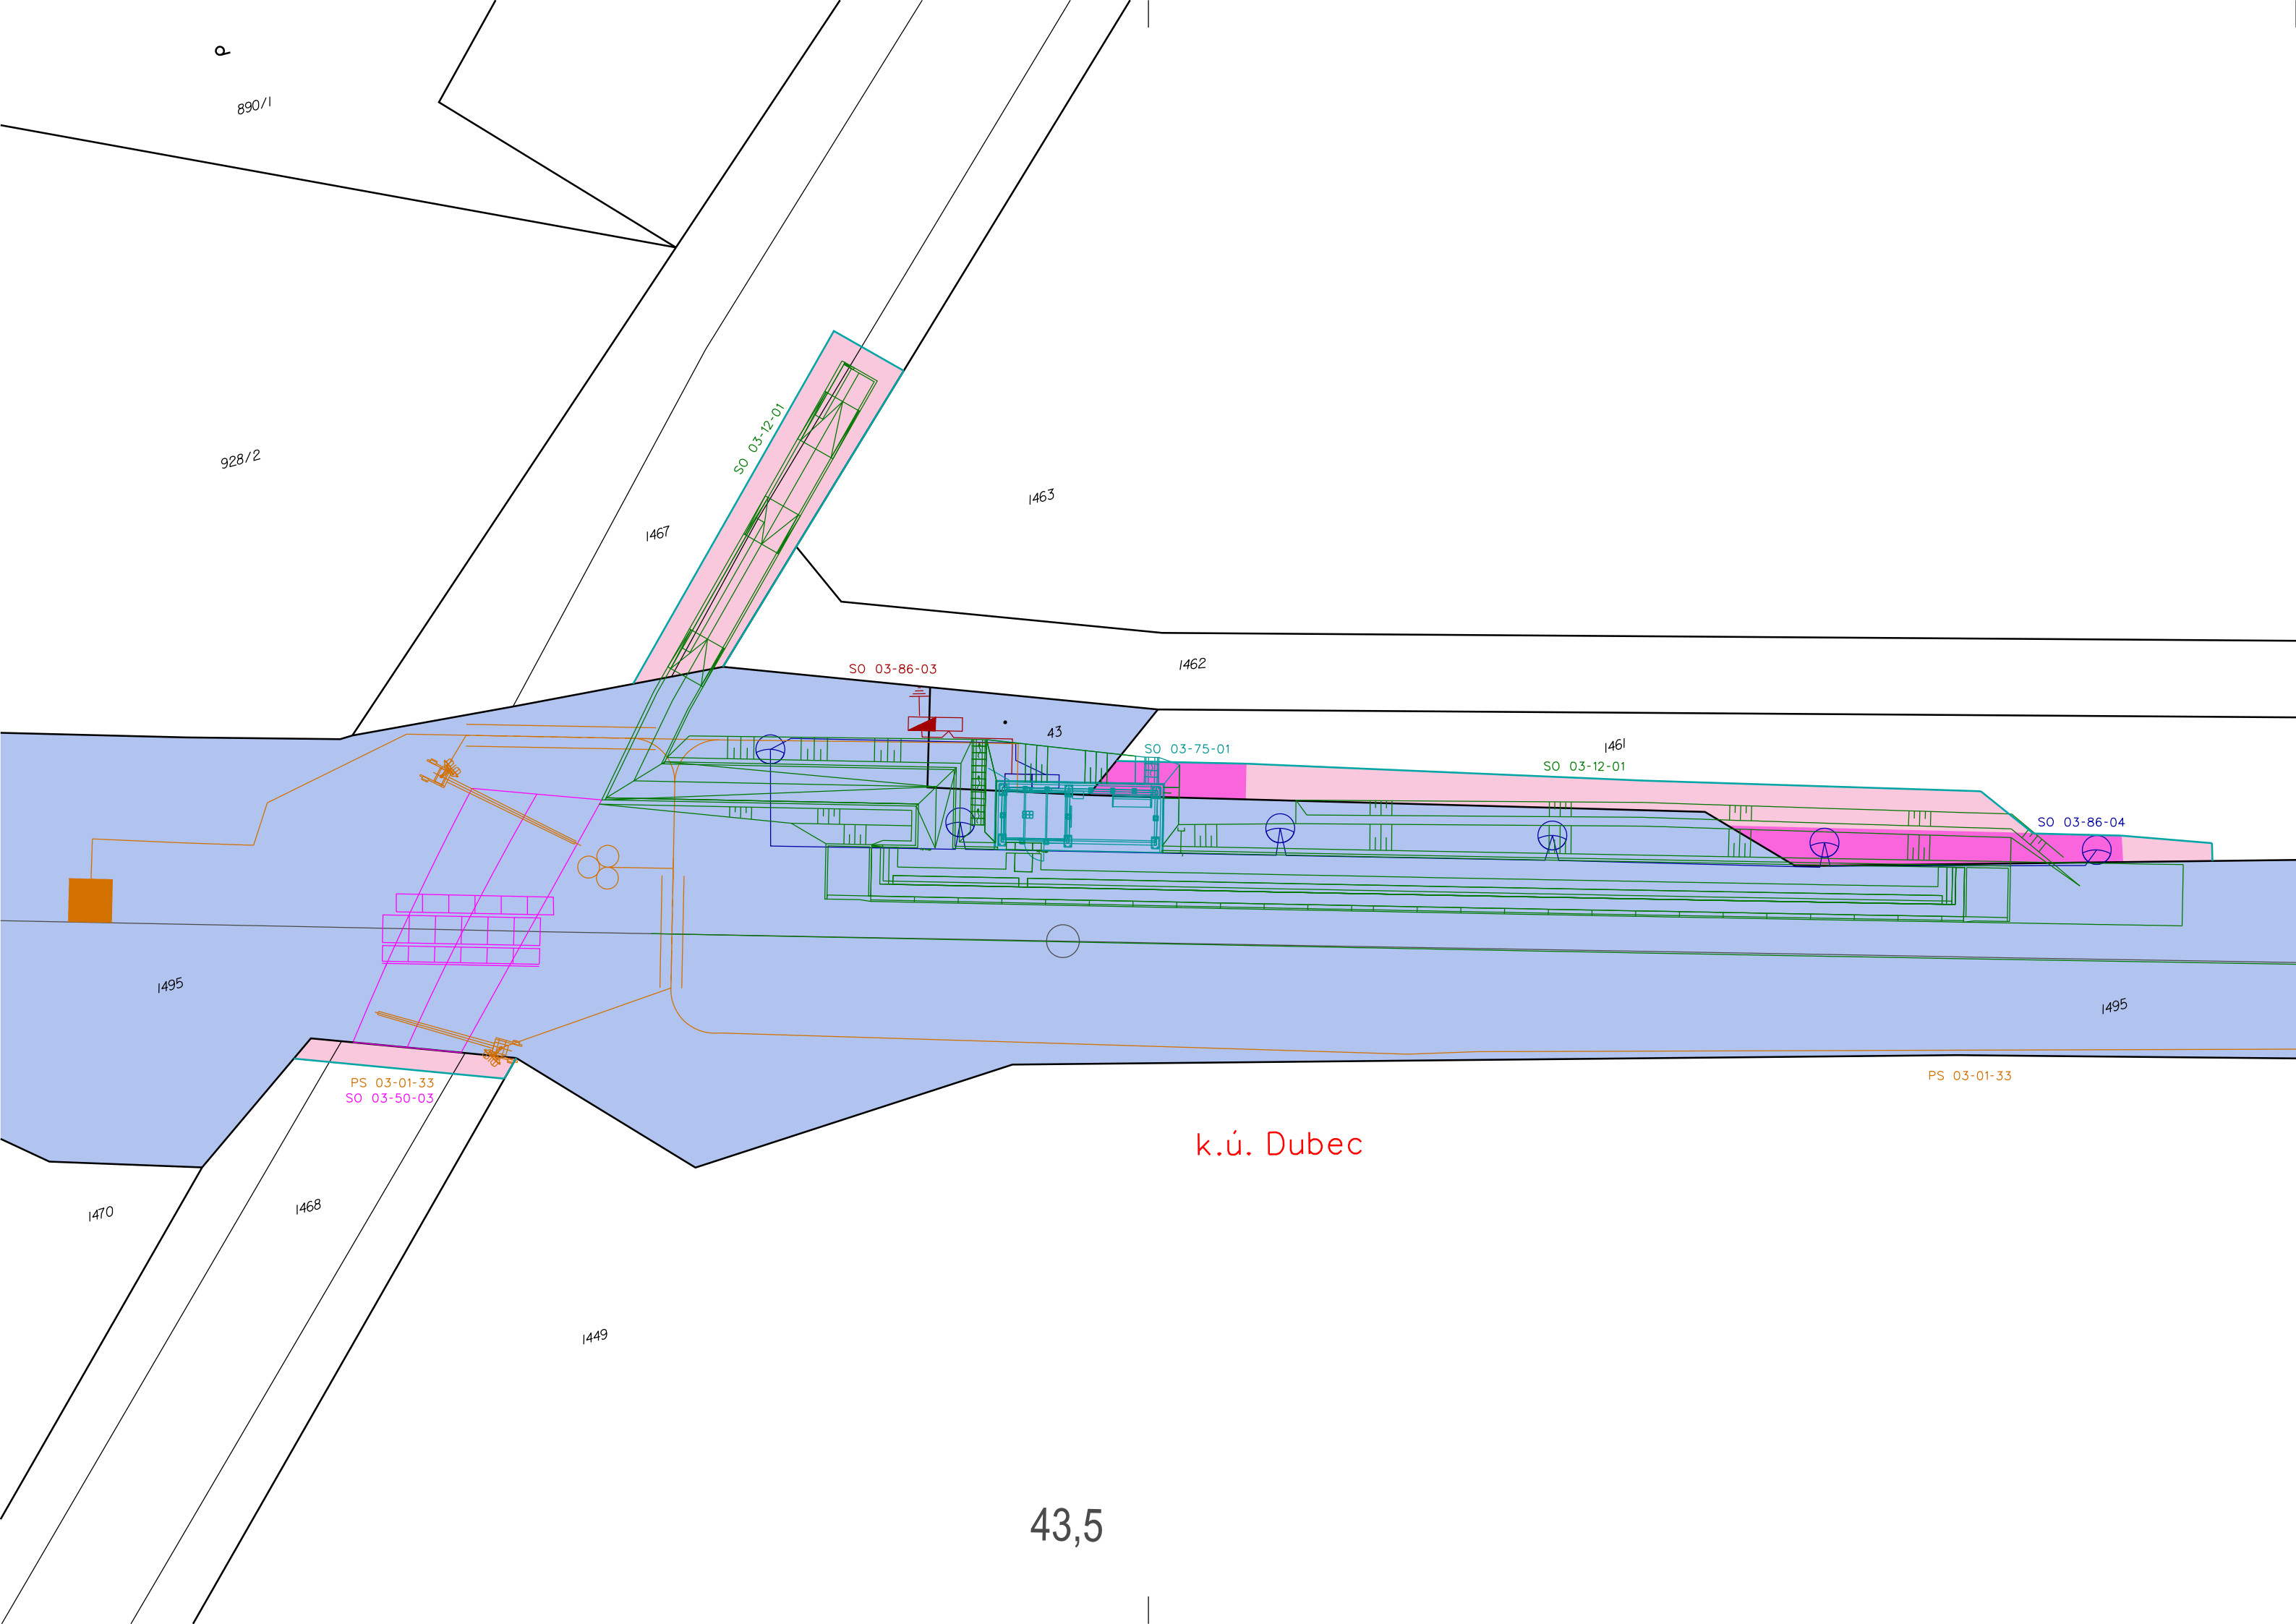 d
890/1
928/2
SO 03-12-01
1463
1467
SO 03-86-03
1462
43
SO 03-75-01
1461
SO 03-12-01
SO 03-86-04
1495
1495
PS 03-01-33
SO 03-50-03
PS 03-01-33
k.ú. Dubec
1470
1468
1449
43,5